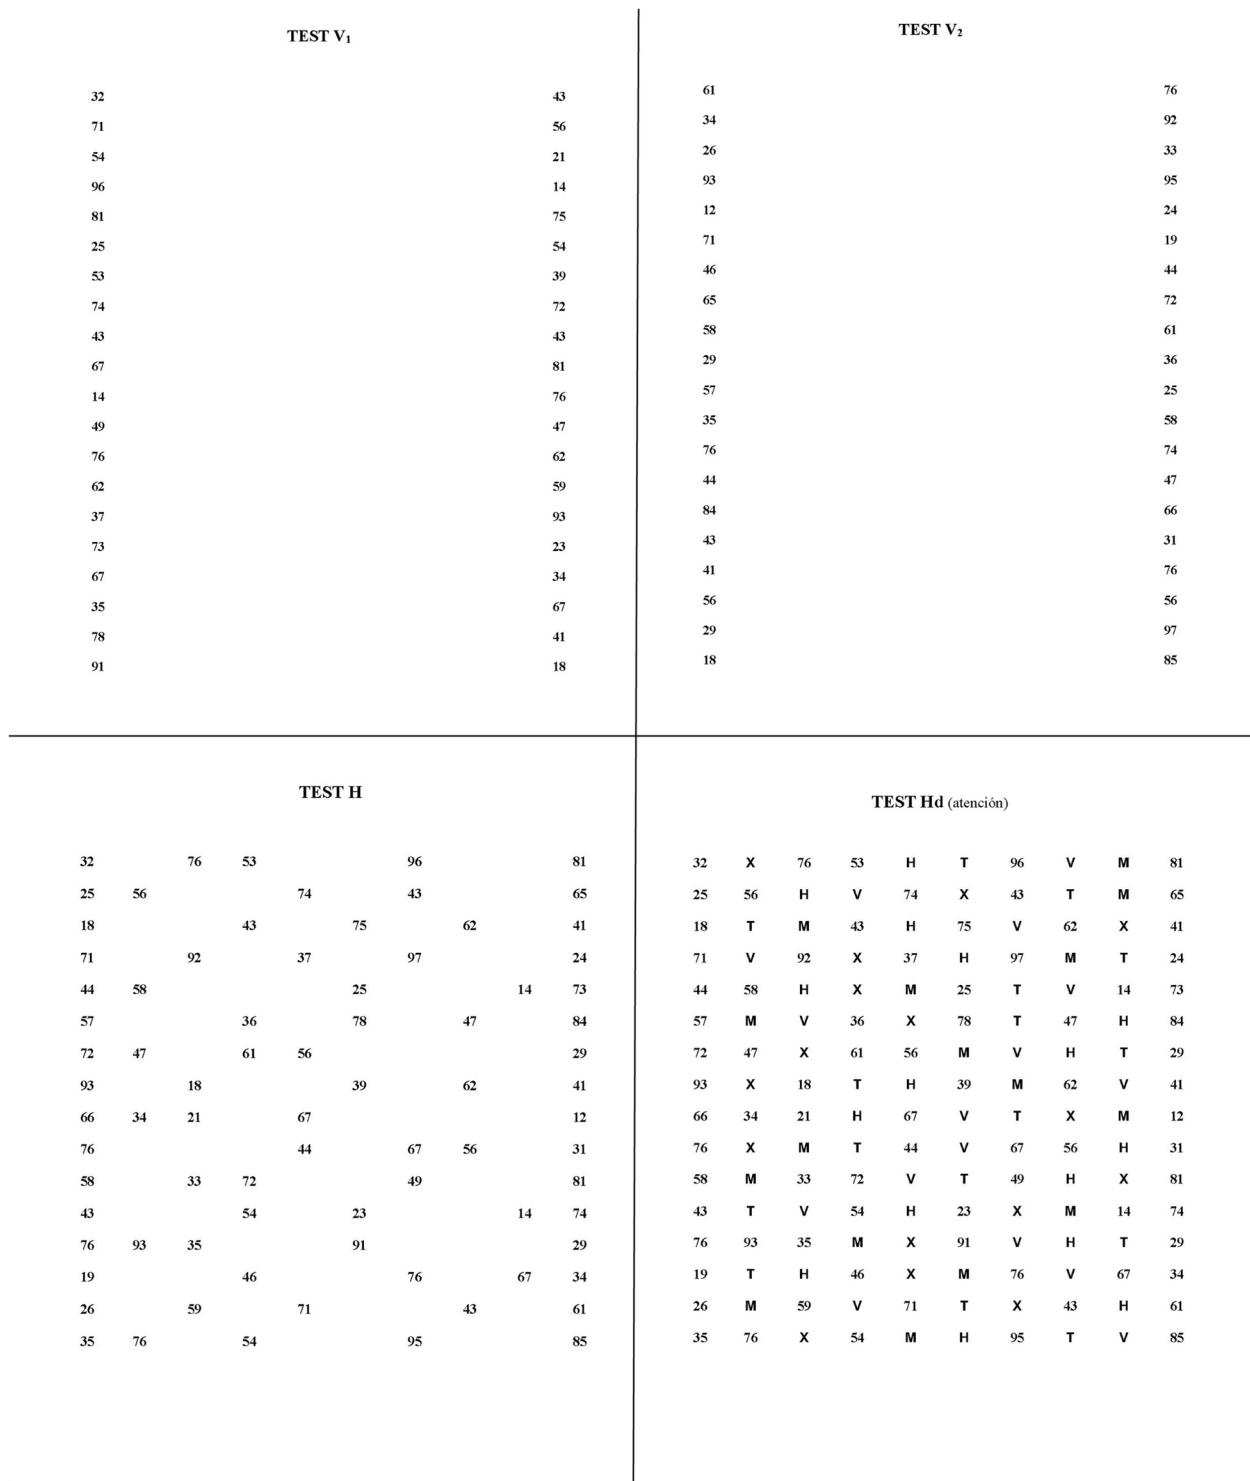 TEST V1
32 43
71 56
54 21
96 14
81 75
25 54
53 39
74 72
43 43
67 81
14 76
49 47
76 62
62 59
37 93
73 23
67 34
35 67
78 41
91 18
TEST V2
61 76
34 92
26 33
93 95
12 24
71 19
46 44
65 72
58 61
29 36
57 25
35 58
76 74
44 47
84 66
43 31
41 76
56 56
29 97
18 85
TEST H
32 76 53 96 81
25 56 74 43 65
18 43 75 62 41
71 92 37 97 24
44 58 25 14 73
57 36 78 47 84
72 47 61 56 29
93 18 39 62 41
66 34 21 67 12
76 44 67 56 31
58 33 72 49 81
43 54 23 14 74
76 93 35 91 29
19 46 76 67 34
26 59 71 43 61
35 76 54 95 85
TEST Hd (atención)
32 X 76 53 H T 96 V M 81
25 56 H V 74 X 43 T M 65
18 T M 43 H 75 V 62 X 41
71 V 92 X 37 H 97 M T 24
44 58 H X M 25 T V 14 73
57 M V 36 X 78 T 47 H 84
72 47 X 61 56 M V H T 29
93 X 18 T H 39 M 62 V 41
66 34 21 H 67 V T X M 12
76 X M T 44 V 67 56 H 31
58 M 33 72 V T 49 H X 81
43 T V 54 H 23 X M 14 74
76 93 35 M X 91 V H T 29
19 T H 46 X M 76 V 67 34
26 M 59 V 71 T X 43 H 61
35 76 X 54 M H 95 T V 85